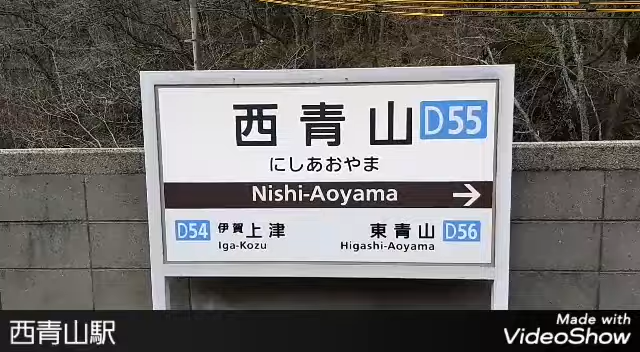 西青山 D55
にしあおやま
Nishi-Aoyama →
D54 伊賀上津 東青山 D56
Iga-Kozu Higashi-Aoyama
西青山駅
Made with
VideoShow